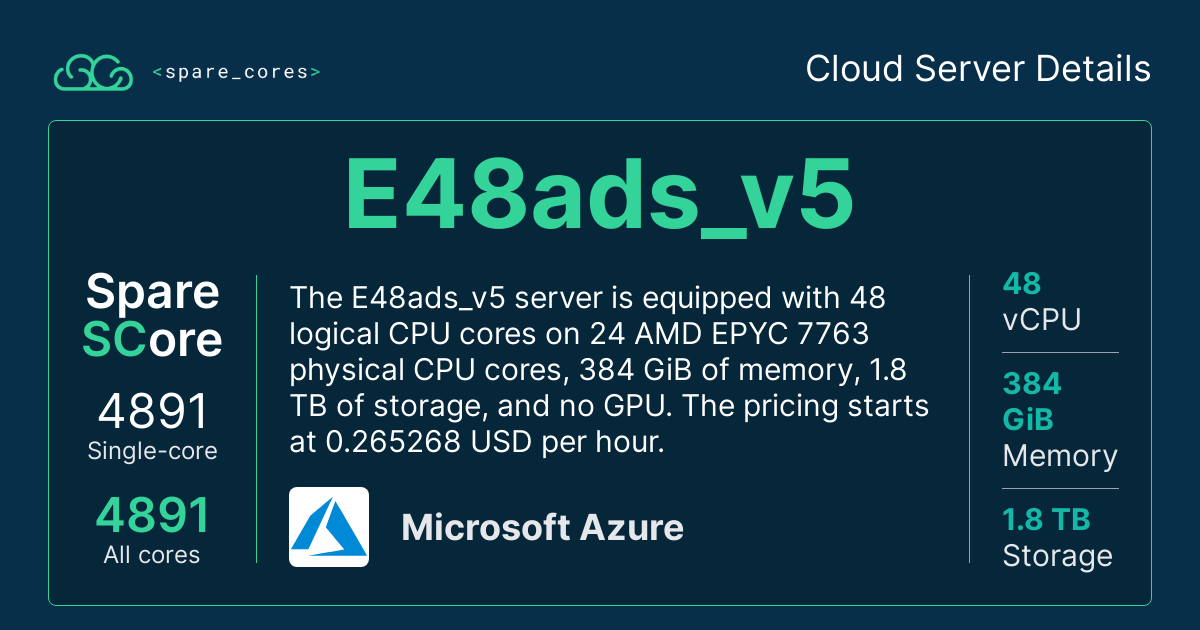 <spare_cores>
Cloud Server Details
E48ads_v5
Spare
SCore
4891
Single-core
4891
All cores
The E48ads_v5 server is equipped with 48
logical CPU cores on 24 AMD EPYC 7763
physical CPU cores, 384 GiB of memory, 1.8
TB of storage, and no GPU. The pricing starts
at 0.265268 USD per hour.
Microsoft Azure
48
vCPU
384
GiB
Memory
1.8 TB
Storage